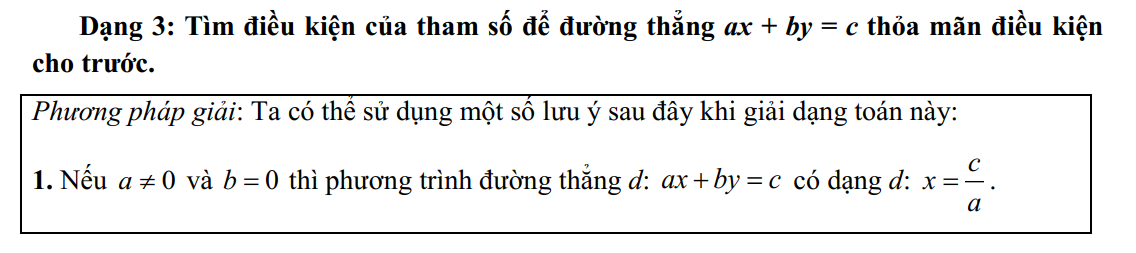 Dạng 3: Tìm điều kiện của tham số để đường thẳng ax + by = c thỏa mãn điều kiện
cho trước.
Phương pháp giải: Ta có thể sử dụng một số lưu ý sau đây khi giải dạng toán này:
1. Nếu a ≠ 0 và b = 0 thì phương trình đường thẳng d: ax + by = c có dạng d: x = c/a.